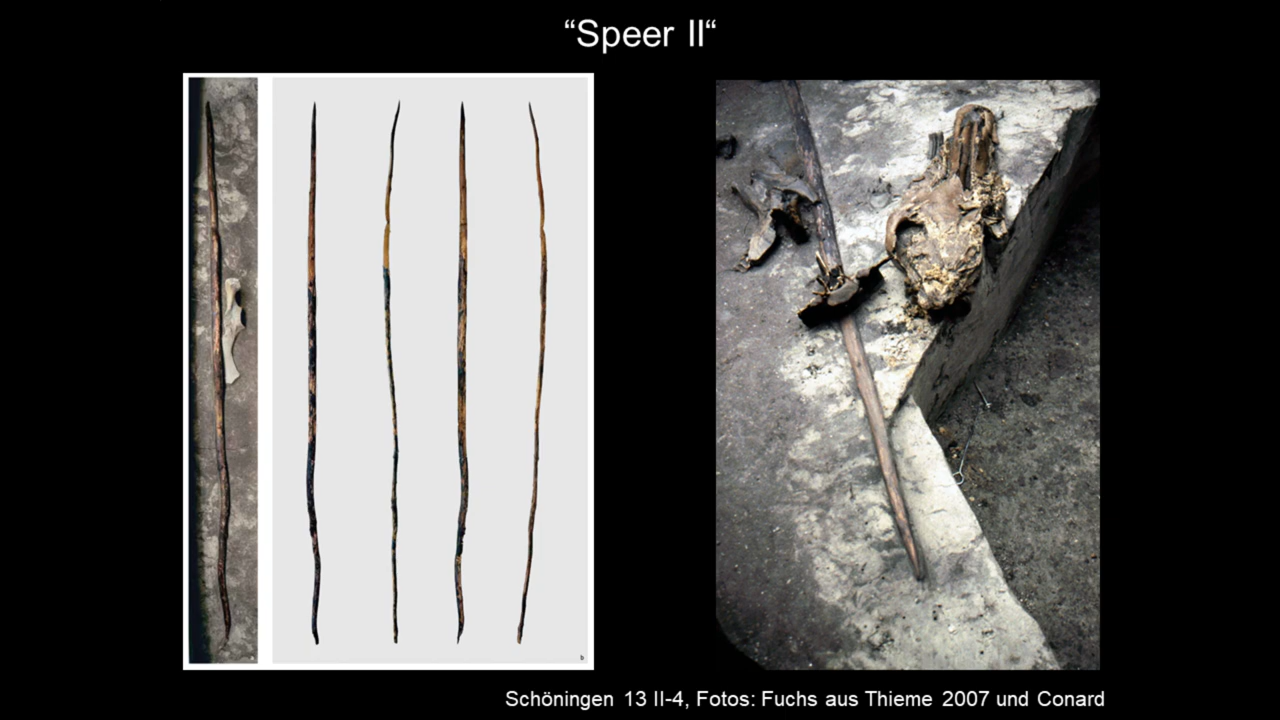 “Speer II“
b
Schöningen 13 II-4, Fotos: Fuchs aus Thieme 2007 und Conard